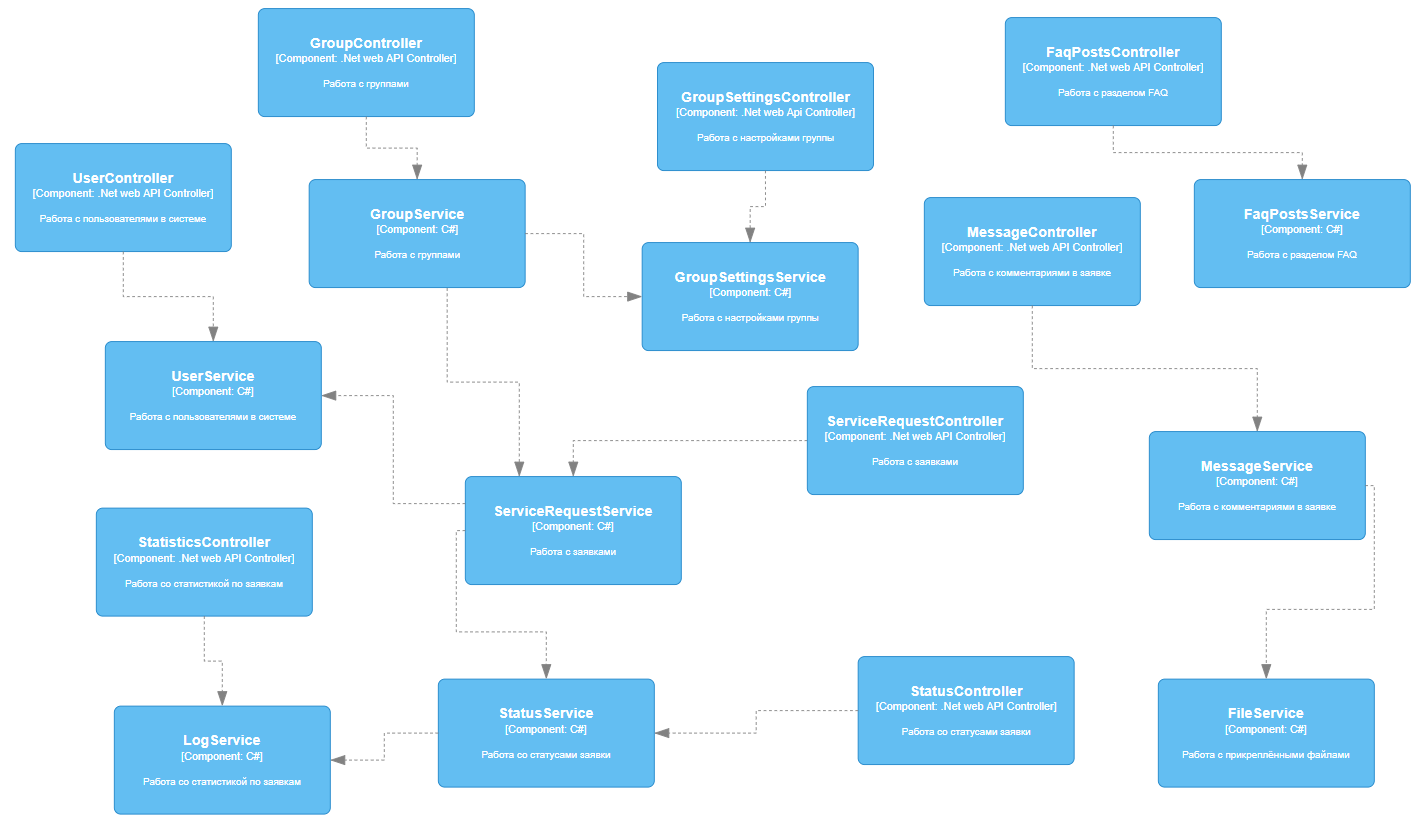 GroupController
[Component: .Net web API Controller]
Работа с группами
FaqPostsController
[Component: .Net web API Controller]
Работа с разделом FAQ
GroupSettingsController
[Component: .Net web Api Controller]
Работа с настройками группы
UserController
[Component: .Net web API Controller]
Работа с пользователями в системе
GroupService
[Component: C#]
Работа с группами
FaqPostsService
[Component: C#]
Работа с разделом FAQ
MessageController
[Component: .Net web API Controller]
Работа с комментариями в заявке
GroupSettingsService
[Component: C#]
Работа с настройками группы
UserService
[Component: C#]
Работа с пользователями в системе
ServiceRequestController
[Component: .Net web API Controller]
Работа с заявками
MessageService
[Component: C#]
Работа с комментариями в заявке
ServiceRequestService
[Component: C#]
Работа с заявками
StatisticsController
[Component: .Net web API Controller]
Работа со статистикой по заявкам
StatusController
[Component: .Net web API Controller]
Работа со статусами заявки
StatusService
[Component: C#]
Работа со статусами заявки
FileService
[Component: C#]
Работа с прикреплёнными файлами
LogService
[Component: C#]
Работа со статистикой по заявкам